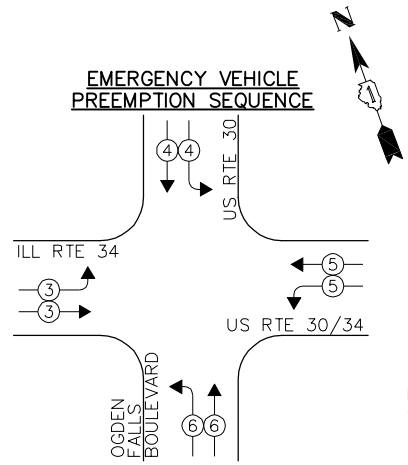 N
1
EMERGENCY VEHICLE
PREEMPTION SEQUENCE
4 4
US RTE 30
ILL RTE 34
3
3
5
5
US RTE 30/34
OGDEN
FALLS
BOULEVARD
6 6